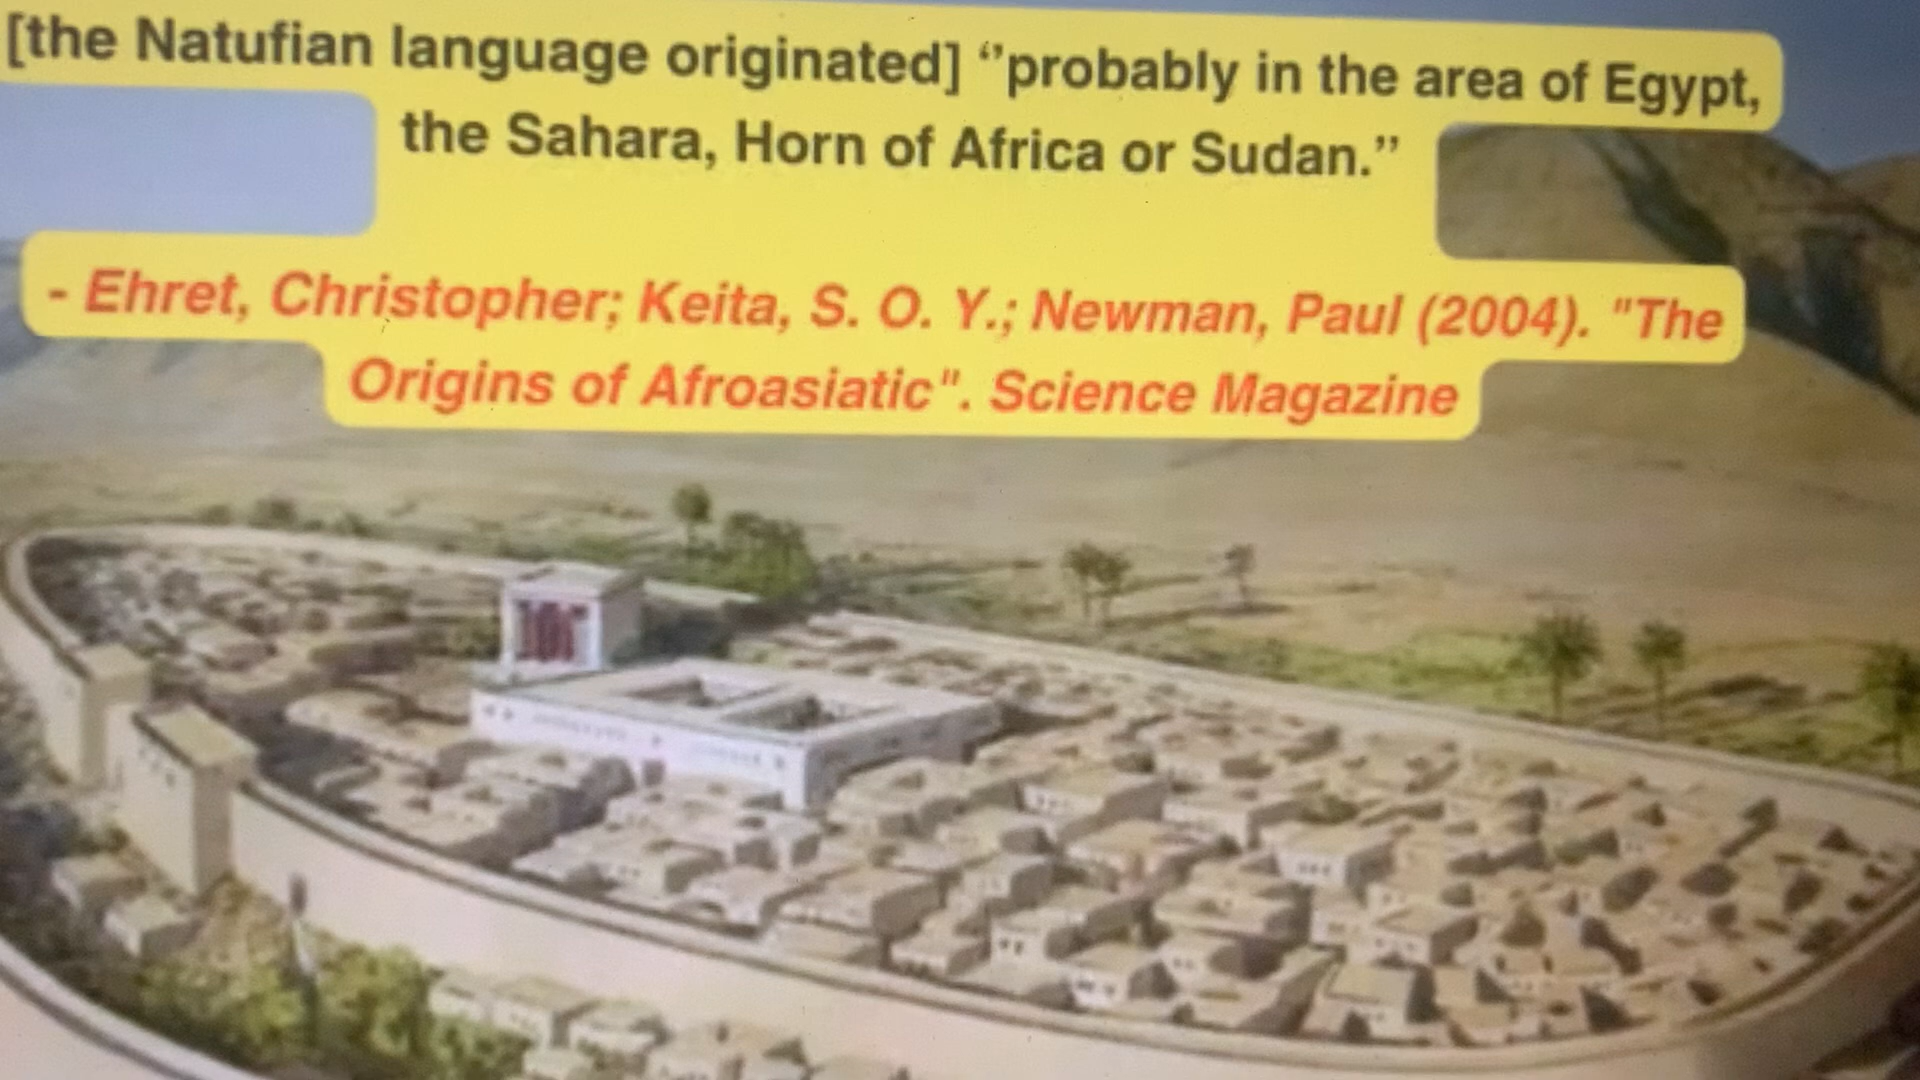 [the Natufian language originated] “probably in the area of Egypt,
the Sahara, Horn of Africa or Sudan.”
- Ehret, Christopher; Keita, S. O. Y.; Newman, Paul (2004). "The
Origins of Afroasiatic". Science Magazine